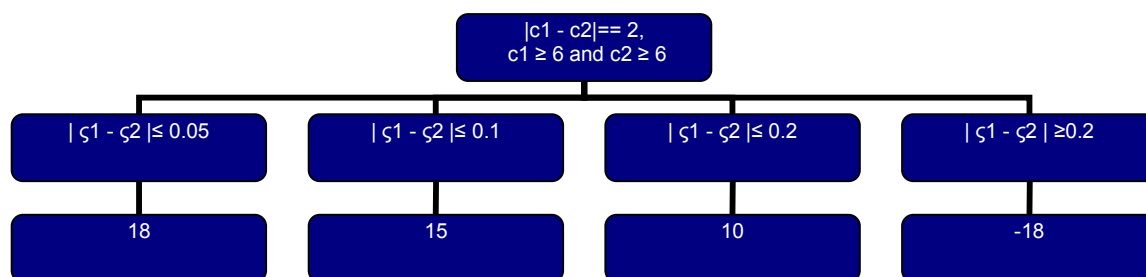 |c1 - c2|== 2,
c1 ≥ 6 and c2 ≥ 6
| ς1 - ς2 |≤ 0.05
| ς1 - ς2 |≤ 0.1
| ς1 - ς2 |≤ 0.2
| ς1 - ς2 | ≥0.2
18
15
10
-18